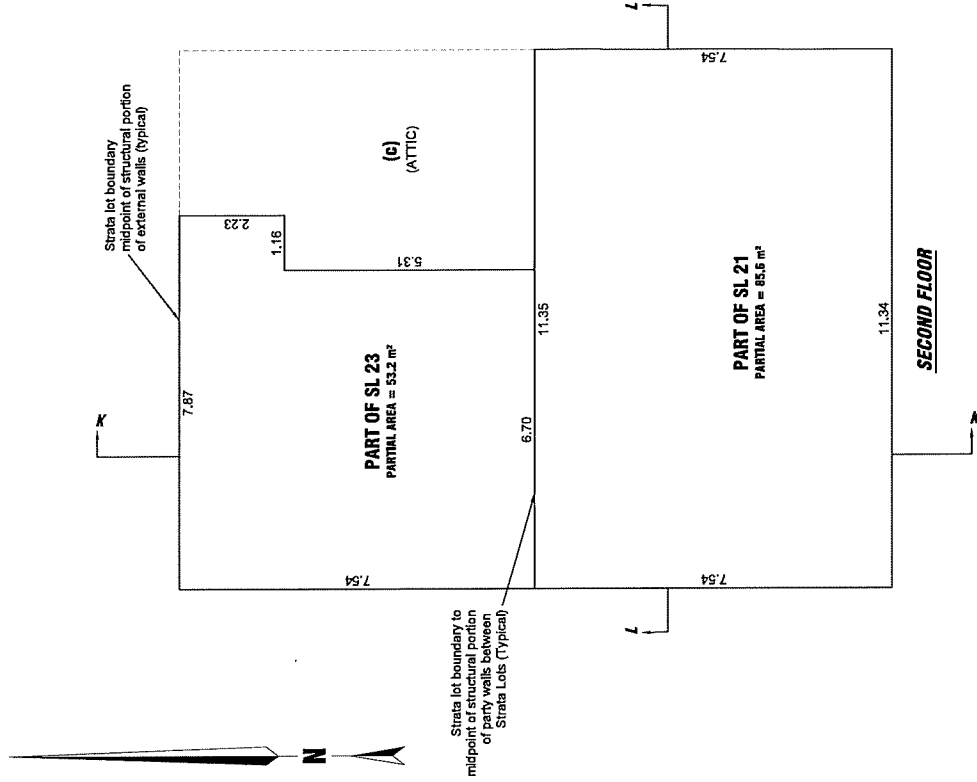 Strata lot boundary
midpoint of structural portion
of external walls (typical)
L
K
7.87
2.23
1.16
(c)
(ATTIC)
5.31
PART OF SL 23
PARTIAL AREA = 53.2 m²
7.54
6.70
11.35
7.54
Strata lot boundary to
midpoint of structural portion
of party walls between
Strata Lots (Typical)
PART OF SL 21
PARTIAL AREA = 85.6 m²
7.54
L
11.34
K
SECOND FLOOR
N